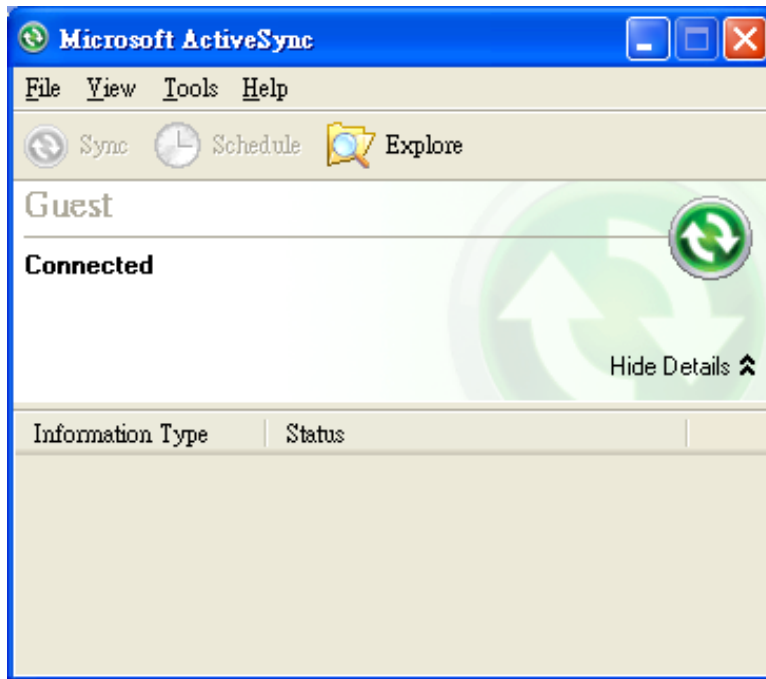 Microsoft ActiveSync
File View Tools Help
Sync Schedule Explore
Guest
Connected
Hide Details
Information Type Status